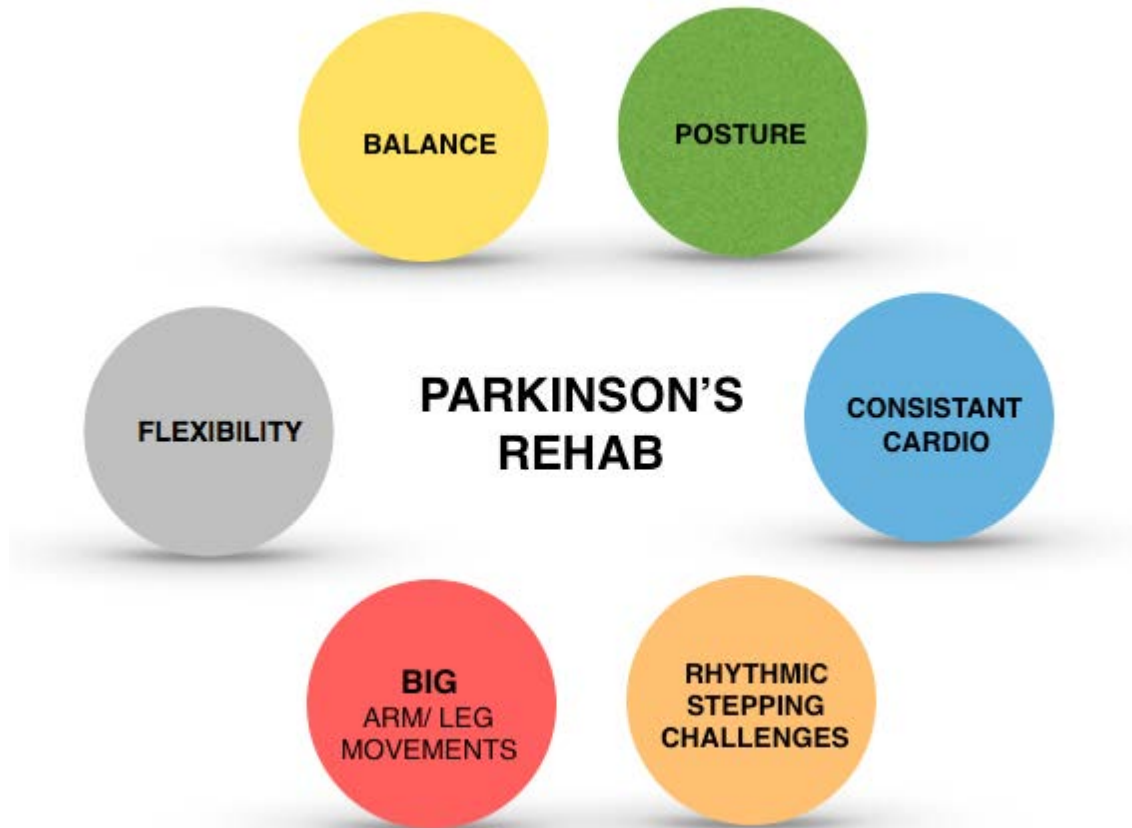 BALANCE
POSTURE
FLEXIBILITY
PARKINSON'S
REHAB
CONSISTANT
CARDIO
BIG
ARM/ LEG
MOVEMENTS
RHYTHMIC
STEPPING
CHALLENGES